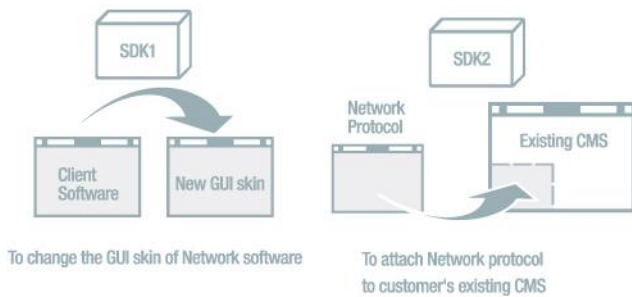 SDK1
Client
Software
New GUI skin
To change the GUI skin of Network software
SDK2
Network
Protocol
Existing CMS
To attach Network protocol
to customer's existing CMS